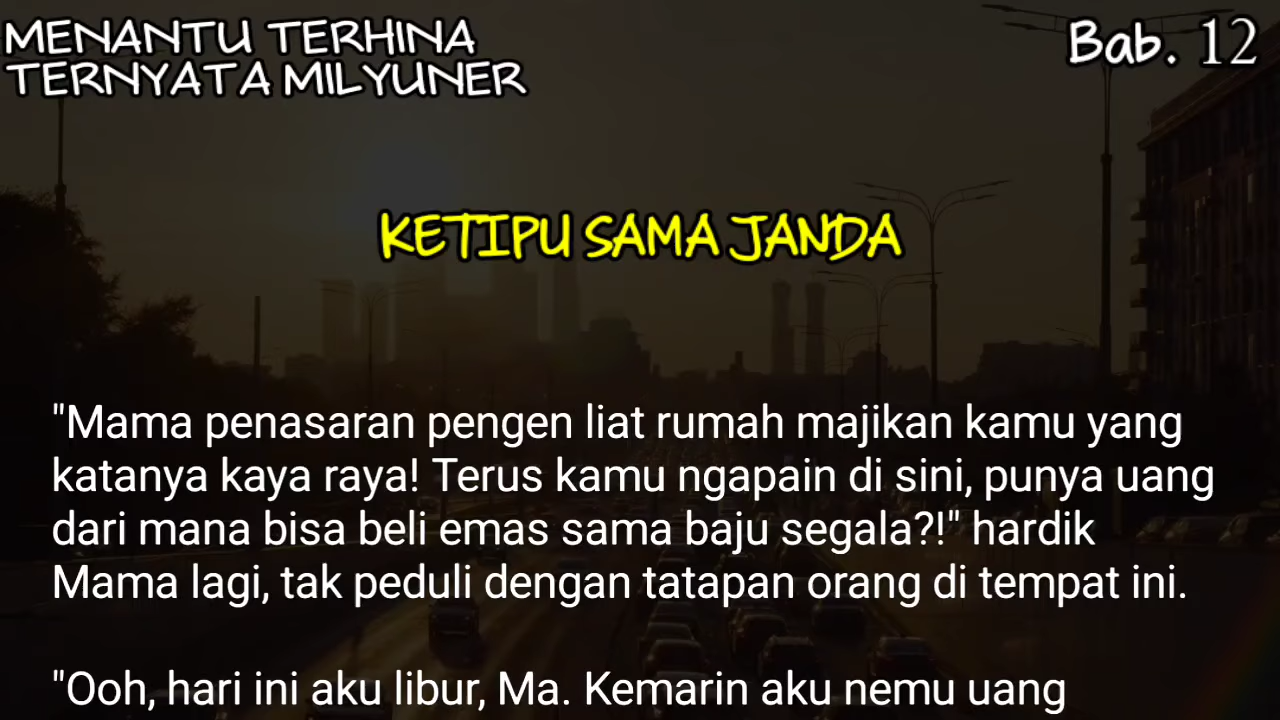 MENANTU TERHINA
TERNYATA MILYUNER
Bab. 12
KETIPU SAMA JANDA
"Mama penasaran pengen liat rumah majikan kamu yang
katanya kaya raya! Terus kamu ngapain di sini, punya uang
dari mana bisa beli emas sama baju segala?!" hardik
Mama lagi, tak peduli dengan tatapan orang di tempat ini.
"Ooh, hari ini aku libur, Ma. Kemarin aku nemu uang